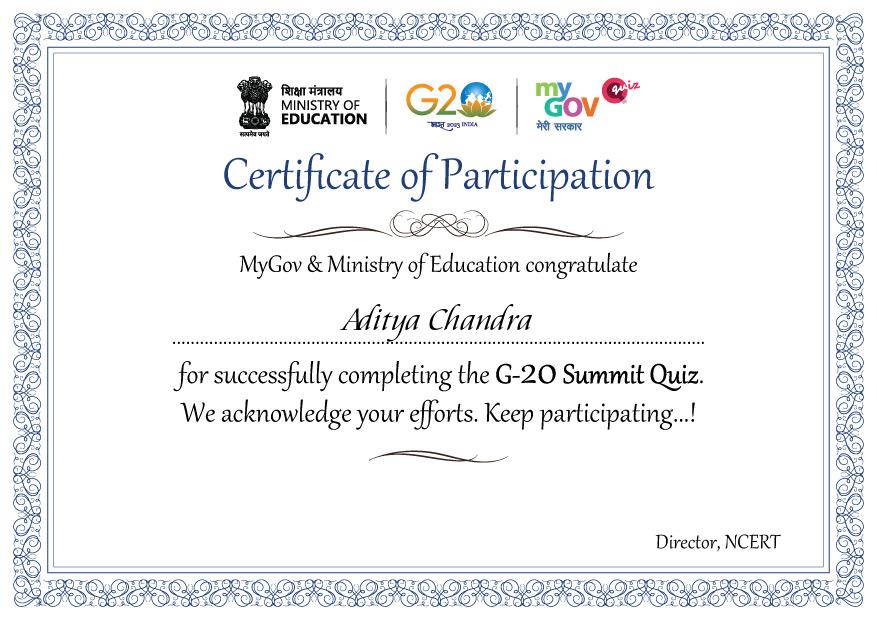 शिक्षा मंत्रालय
MINISTRY OF
EDUCATION
सत्यमेव जयते
G20
भारत 2023 INDIA
my
GOV
quiz
मेरी सरकार
Certificate of Participation
MyGov & Ministry of Education congratulate
Aditya Chandra
for successfully completing the G-20 Summit Quiz.
We acknowledge your efforts. Keep participating...!
Director, NCERT